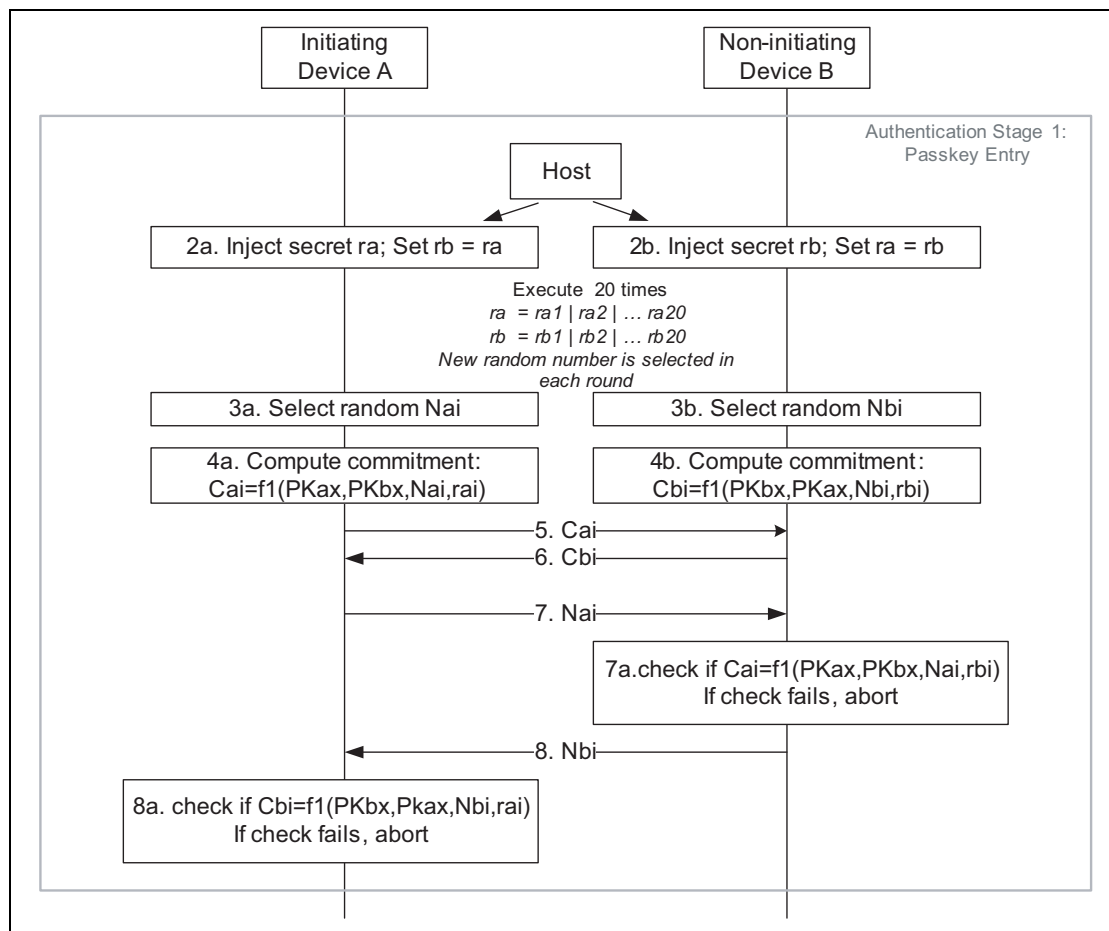 Initiating
Device A
Non-initiating
Device B
Authentication Stage 1:
Passkey Entry
Host
2a. Inject secret ra; Set rb = ra
2b. Inject secret rb; Set ra = rb
Execute 20 times
ra = ra1 | ra2 | … ra20
rb = rb1 | rb2 | … rb20
New random number is selected in
each round
3a. Select random Nai
3b. Select random Nbi
4a. Compute commitment:
Cai=f1(PKax,PKbx,Nai,rai)
4b. Compute commitment:
Cbi=f1(PKbx,PKax,Nbi,rbi)
5. Cai
6. Cbi
7. Nai
7a.check if Cai=f1(PKax,PKbx,Nai,rbi)
If check fails, abort
8. Nbi
8a. check if Cbi=f1(PKbx,Pkax,Nbi,rai)
If check fails, abort